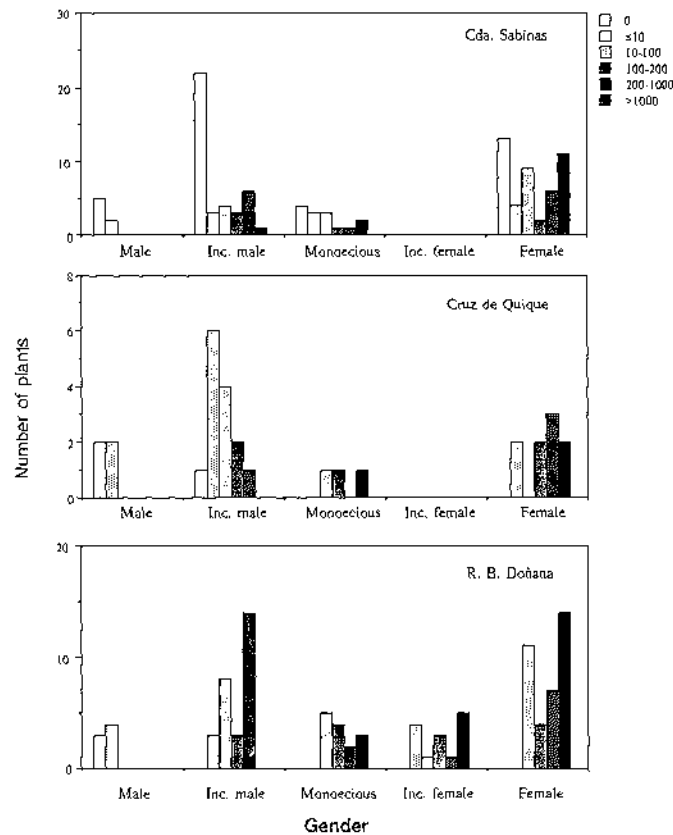 30
20
10
0
Cda. Sabinas
0
≤10
10-100
100-200
200-1000
>1000
Male Inc. male Monoecious Inc. female Female
8
6
4
2
0
Cruz de Quique
Number of plants
Male Inc. male Monoecious Inc. female Female
20
10
0
R. B. Doñana
Male Inc. male Monoecious Inc. female Female
Gender